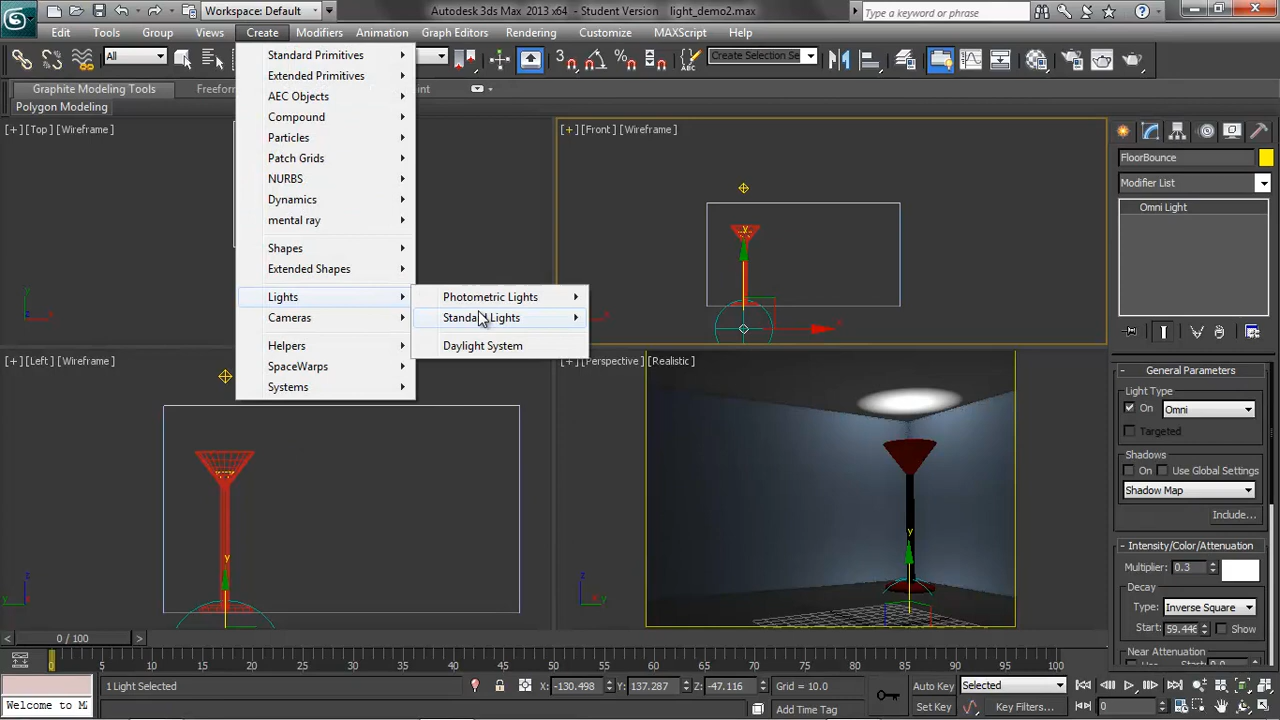 Workspace: Default
Autodesk 3ds Max 2013 x64 - Student Version light_demo2.max
Type a keyword or phrase
Edit Tools Group Views Create Modifiers Animation Graph Editors Rendering Customize MAXScript Help
All
Create Selection Se
Graphite Modeling Tools
Freeform
Polygon Modeling
Standard Primitives
Extended Primitives
AEC Objects
Compound
Particles
Patch Grids
NURBS
Dynamics
mental ray
Shapes
Extended Shapes
Lights
Cameras
Helpers
SpaceWarps
Systems
Photometric Lights
Standard Lights
Daylight System
[+] [Top] [Wireframe]
[+] [Front] [Wireframe]
[Left] [Wireframe]
[+] [Perspective] [Realistic]
FloorBounce
Modifier List
Omni Light
General Parameters
Light Type
On Omni
Targeted
Shadows
On Use Global Settings
Shadow Map
Include...
Intensity/Color/Attenuation
Multiplier: 0.3
Decay
Type: Inverse Square
Start: 59.446 Show
Near Attenuation
0 / 100
0 5 10 15 20 25 30 35 40 45 50 55 60 65 70 75 80 85 90 95 100
1 Light Selected
X: -130.498 Y: 137.287 Z: -47.116
Grid = 10.0
Auto Key Selected
Welcome to M
Add Time Tag
Set Key Key Filters...
0